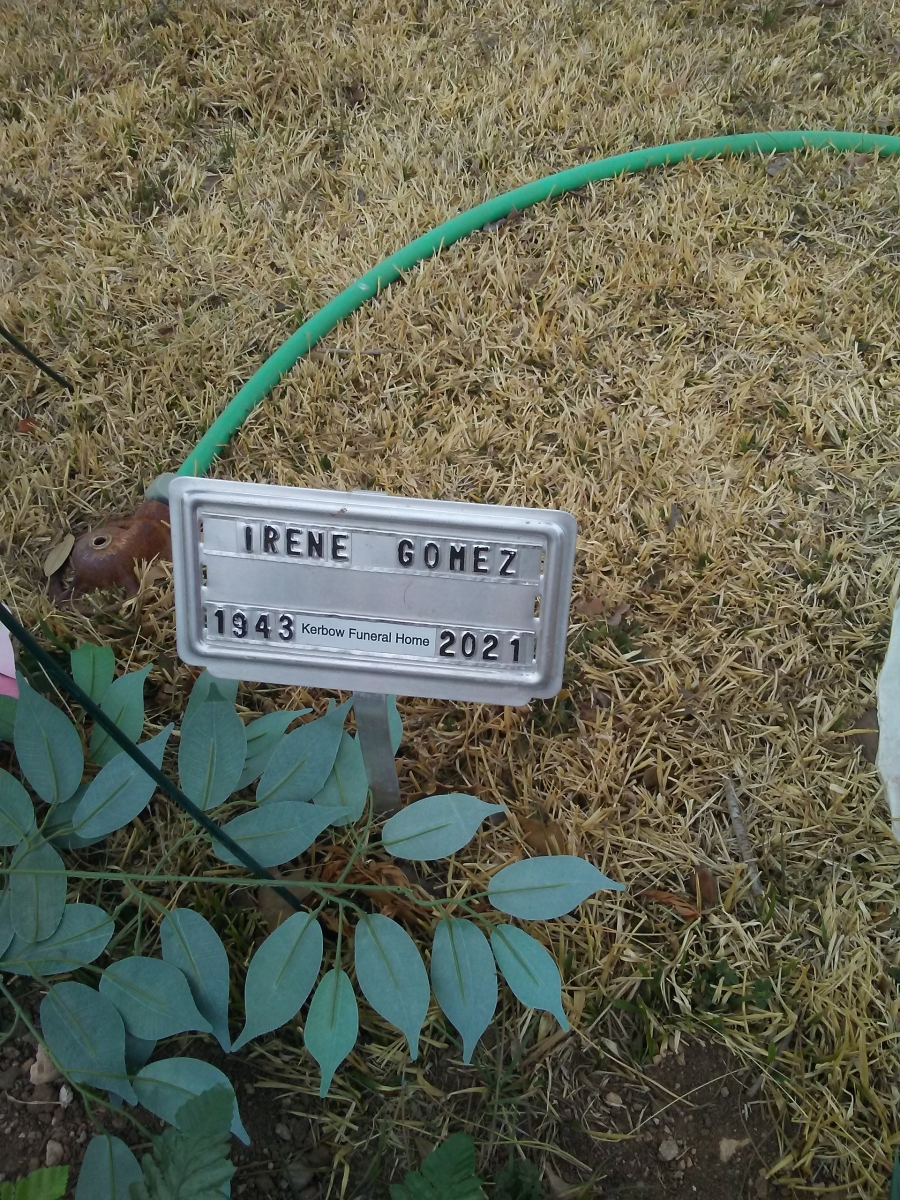 IRENE GOMEZ
1943 Kerbow Funeral Home 2021